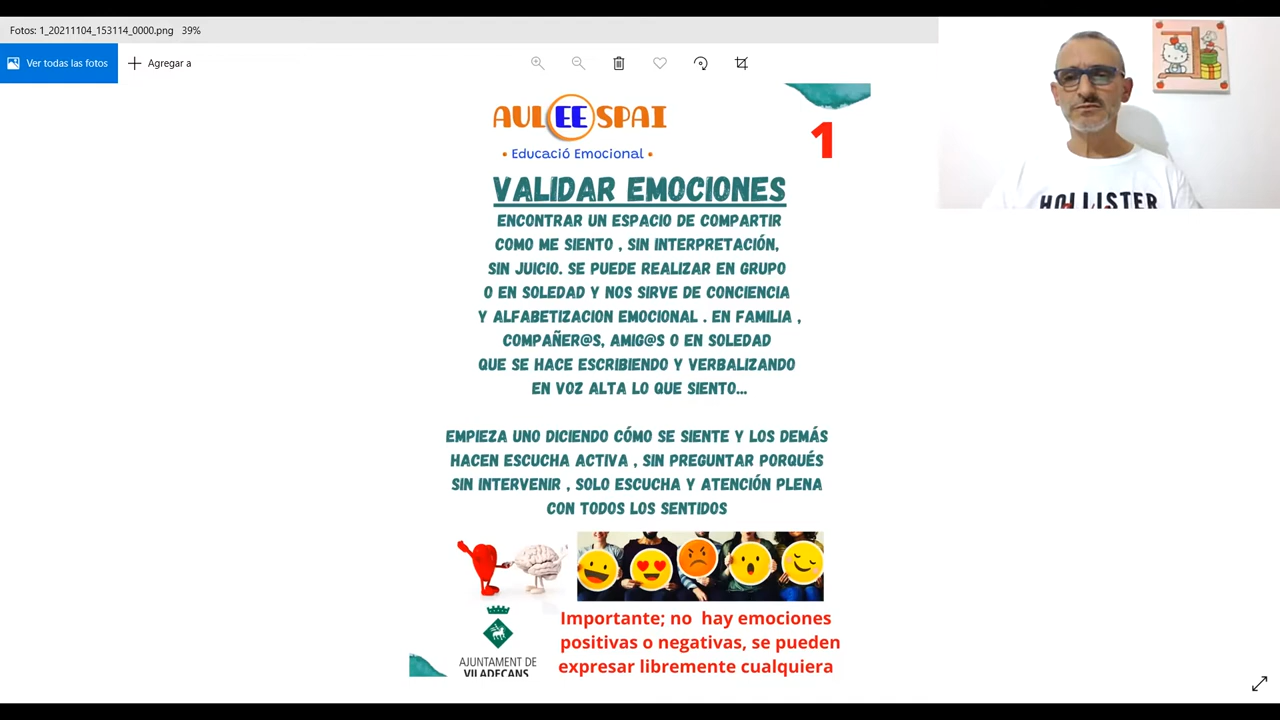 Fotos: 1_20211104_153114_0000.png 39%
Ver todas las fotos
Agregar a
AULEESPAI
• Educació Emocional •
1
VALIDAR EMOCIONES
ENCONTRAR UN ESPACIO DE COMPARTIR
COMO ME SIENTO , SIN INTERPRETACIÓN,
SIN JUICIO. SE PUEDE REALIZAR EN GRUPO
O EN SOLEDAD Y NOS SIRVE DE CONCIENCIA
Y ALFABETIZACION EMOCIONAL . EN FAMILIA ,
COMPAÑER@S, AMIG@S O EN SOLEDAD
QUE SE HACE ESCRIBIENDO Y VERBALIZANDO
EN VOZ ALTA LO QUE SIENTO...
EMPIEZA UNO DICIENDO CÓMO SE SIENTE Y LOS DEMÁS
HACEN ESCUCHA ACTIVA , SIN PREGUNTAR PORQUÉS
SIN INTERVENIR , SOLO ESCUCHA Y ATENCIÓN PLENA
CON TODOS LOS SENTIDOS
Importante; no hay emociones
positivas o negativas, se pueden
expresar libremente cualquiera
AJUNTAMENT DE
VILADECANS
HOLLISTER